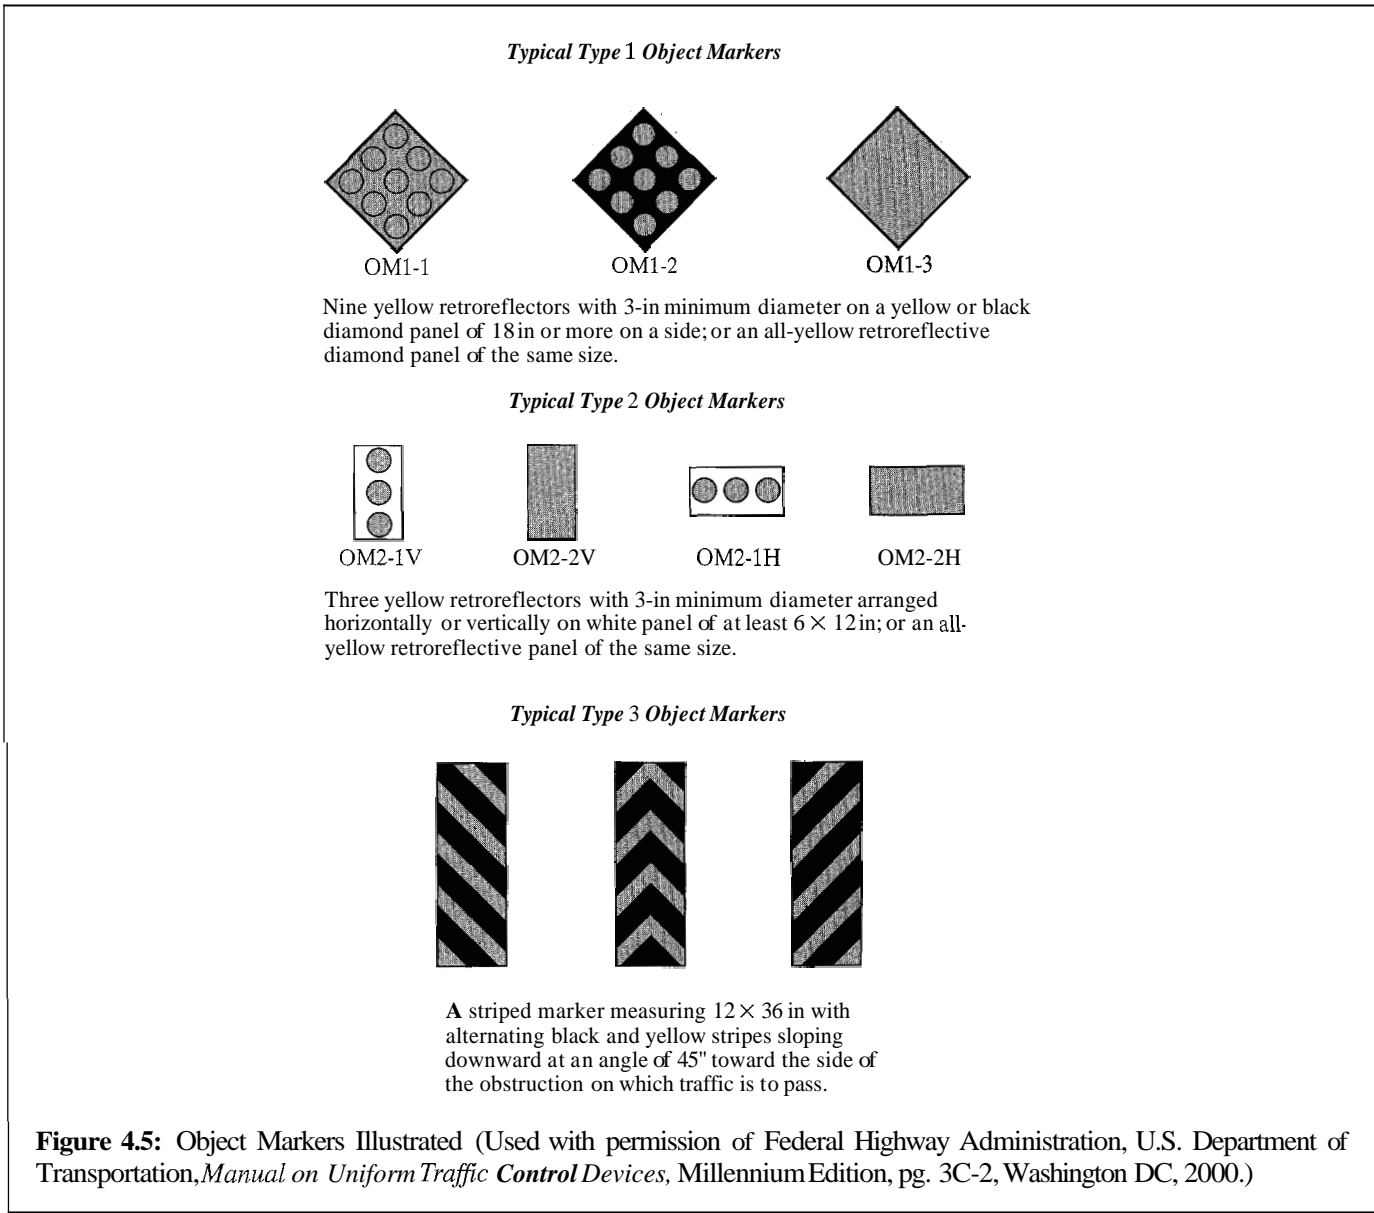 Typical Type 1 Object Markers
OM1-1 OM1-2 OM1-3
Nine yellow retroreflectors with 3-in minimum diameter on a yellow or black
diamond panel of 18 in or more on a side; or an all-yellow retroreflective
diamond panel of the same size.
Typical Type 2 Object Markers
OM2-1V OM2-2V OM2-1H OM2-2H
Three yellow retroreflectors with 3-in minimum diameter arranged
horizontally or vertically on white panel of at least 6 × 12 in; or an all-
yellow retroreflective panel of the same size.
Typical Type 3 Object Markers
A striped marker measuring 12 × 36 in with
alternating black and yellow stripes sloping
downward at an angle of 45" toward the side of
the obstruction on which traffic is to pass.
Figure 4.5: Object Markers Illustrated (Used with permission of Federal Highway Administration, U.S. Department of
Transportation, Manual on Uniform Traffic Control Devices, Millennium Edition, pg. 3C-2, Washington DC, 2000.)